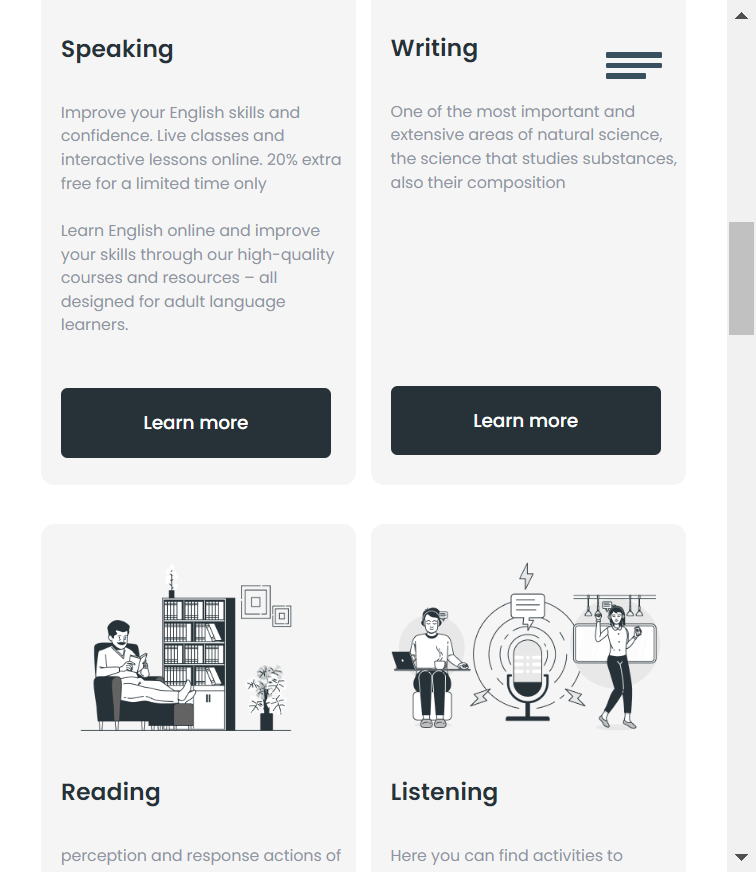 Speaking
Improve your English skills and
confidence. Live classes and
interactive lessons online. 20% extra
free for a limited time only
Learn English online and improve
your skills through our high-quality
courses and resources – all
designed for adult language
learners.
Learn more
Writing
One of the most important and
extensive areas of natural science,
the science that studies substances,
also their composition
Learn more
Reading
perception and response actions of
Listening
Here you can find activities to